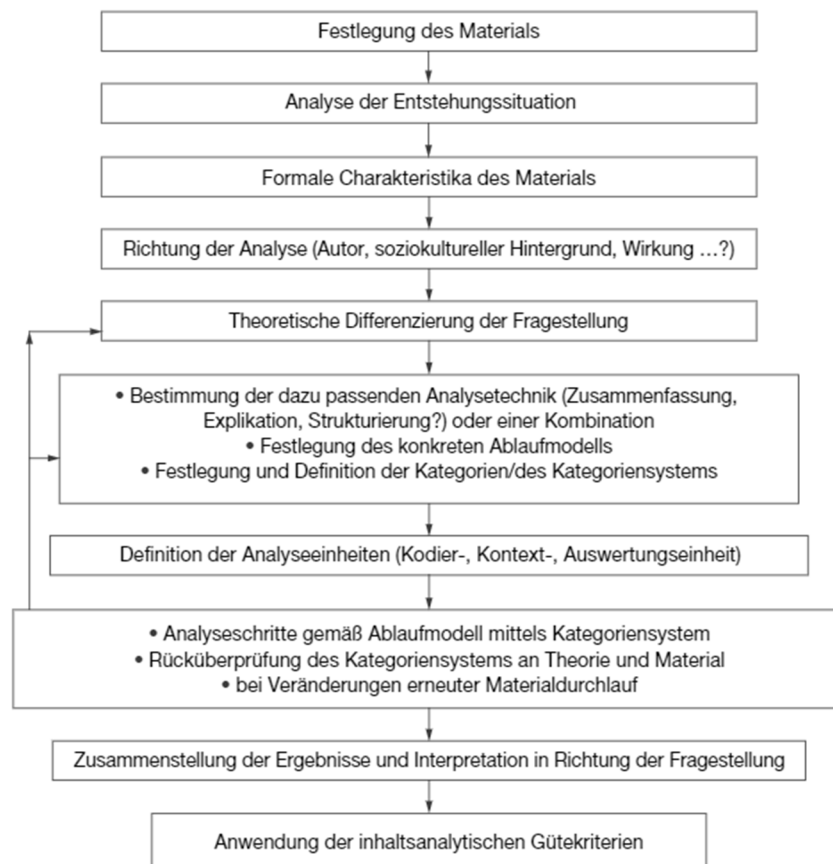 Festlegung des Materials
Analyse der Entstehungssituation
Formale Charakteristika des Materials
Richtung der Analyse (Autor, soziokultureller Hintergrund, Wirkung …?)
Theoretische Differenzierung der Fragestellung
• Bestimmung der dazu passenden Analysetechnik (Zusammenfassung,
Explikation, Strukturierung?) oder einer Kombination
• Festlegung des konkreten Ablaufmodells
• Festlegung und Definition der Kategorien/des Kategoriensystems
Definition der Analyseeinheiten (Kodier-, Kontext-, Auswertungseinheit)
• Analyseschritte gemäß Ablaufmodell mittels Kategoriensystem
• Rücküberprüfung des Kategoriensystems an Theorie und Material
• bei Veränderungen erneuter Materialdurchlauf
Zusammenstellung der Ergebnisse und Interpretation in Richtung der Fragestellung
Anwendung der inhaltsanalytischen Gütekriterien